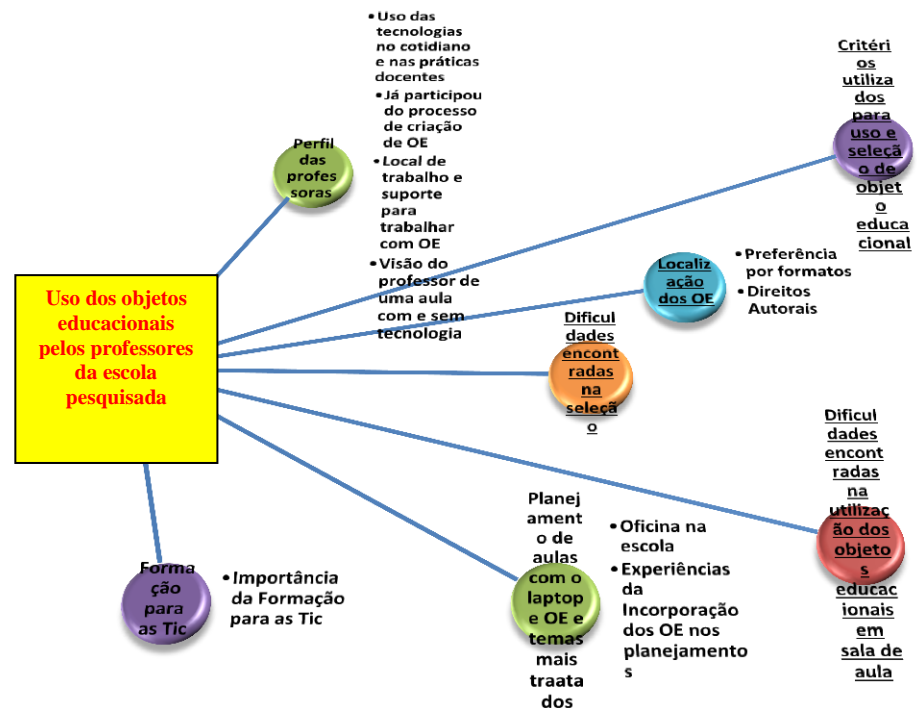 Uso dos objetos
educacionais
pelos professores
da escola
pesquisada
Perfil
das
profes
soras
•Uso das
tecnologias
no cotidiano
e nas práticas
docentes
•Já participou
do processo
de criação
de OE
•Local de
trabalho e
suporte
para
trabalhar
com OE
•Visão do
professor de
uma aula
com e sem
tecnologia
Critéri
os
utiliza
dos
para
uso e
seleçã
o de
objet
o
educa
cional
Localiz
ação
dos OE
•Preferência
por formatos
•Direitos
Autorais
Dificul
dades
encont
radas
na
seleçã
o
Dificul
dades
encont
radas
na
utilizaç
ão dos
objeto
s
educac
ionais
em
sala de
aula
Planej
ament
o de
aulas
com o
laptop
e OE e
temas
mais
traata
dos
•Oficina na
escola
•Experiências
da
Incorporação
dos OE nos
planejamento
s
Forma
ção
para
as Tic
•Importância
da Formação
para as Tic